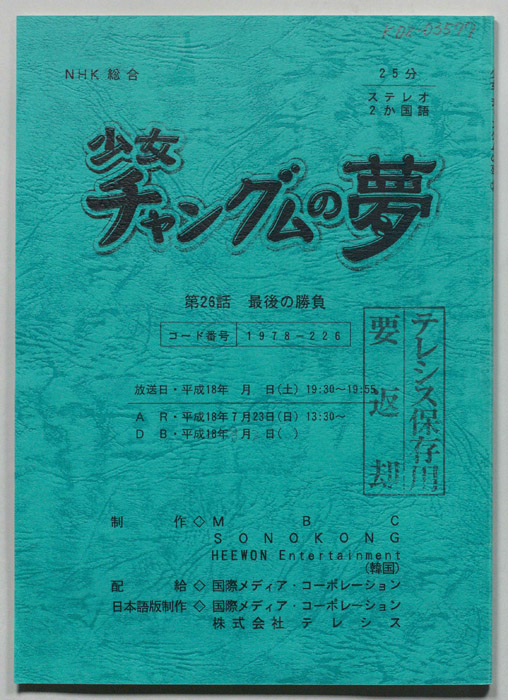 NHK 総合
25分
ステレオ
2か国語
少女
チャングムの夢
第26話 最後の勝負
コード番号 1978-226
放送日・平成18年 月 日(土) 19:30～19:55
A R・平成18年7月23日(日) 13:30～
D B・平成18年 月 日( )
テレシス保存用
要返却
制 作◇MBC
SONOKONG
HEEWON Entertainment
(韓国)
配 給◇国際メディア・コーポレーション
日本語版制作◇国際メディア・コーポレーション
株式会社 テレシス